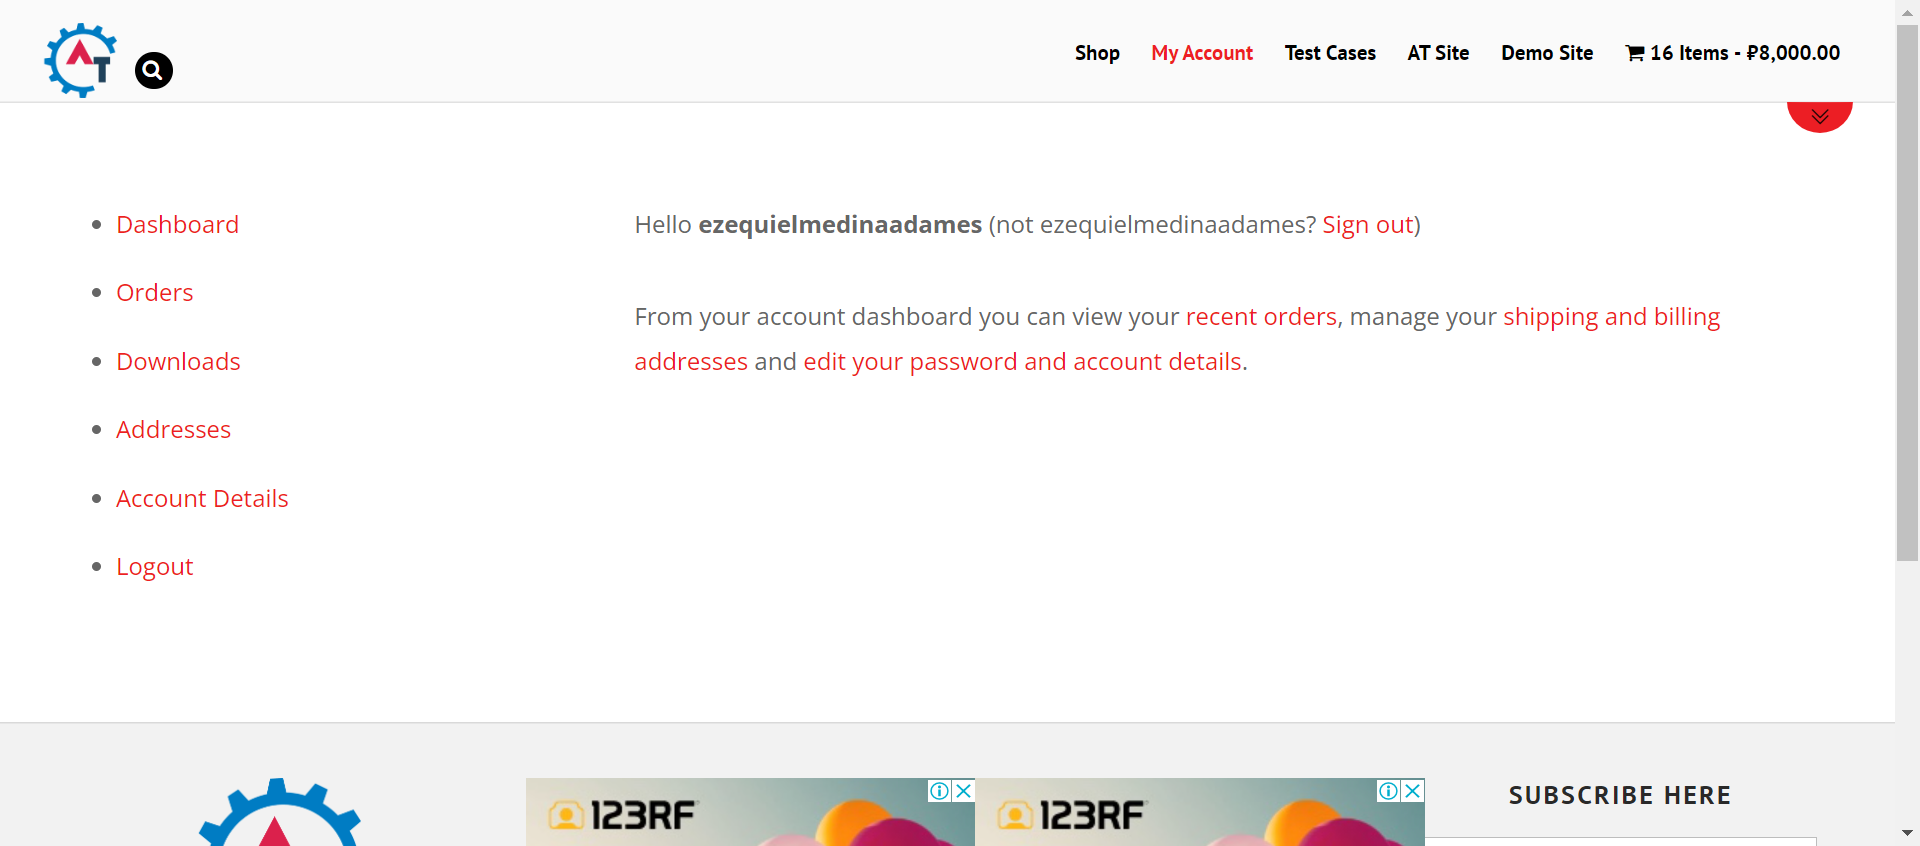 AT
Shop My Account Test Cases AT Site Demo Site 16 Items - ₽8,000.00
Dashboard
Orders
Downloads
Addresses
Account Details
Logout
Hello ezequielmedinaadames (not ezequielmedinaadames? Sign out)
From your account dashboard you can view your recent orders, manage your shipping and billing
addresses and edit your password and account details.
123RF 123RF
SUBSCRIBE HERE